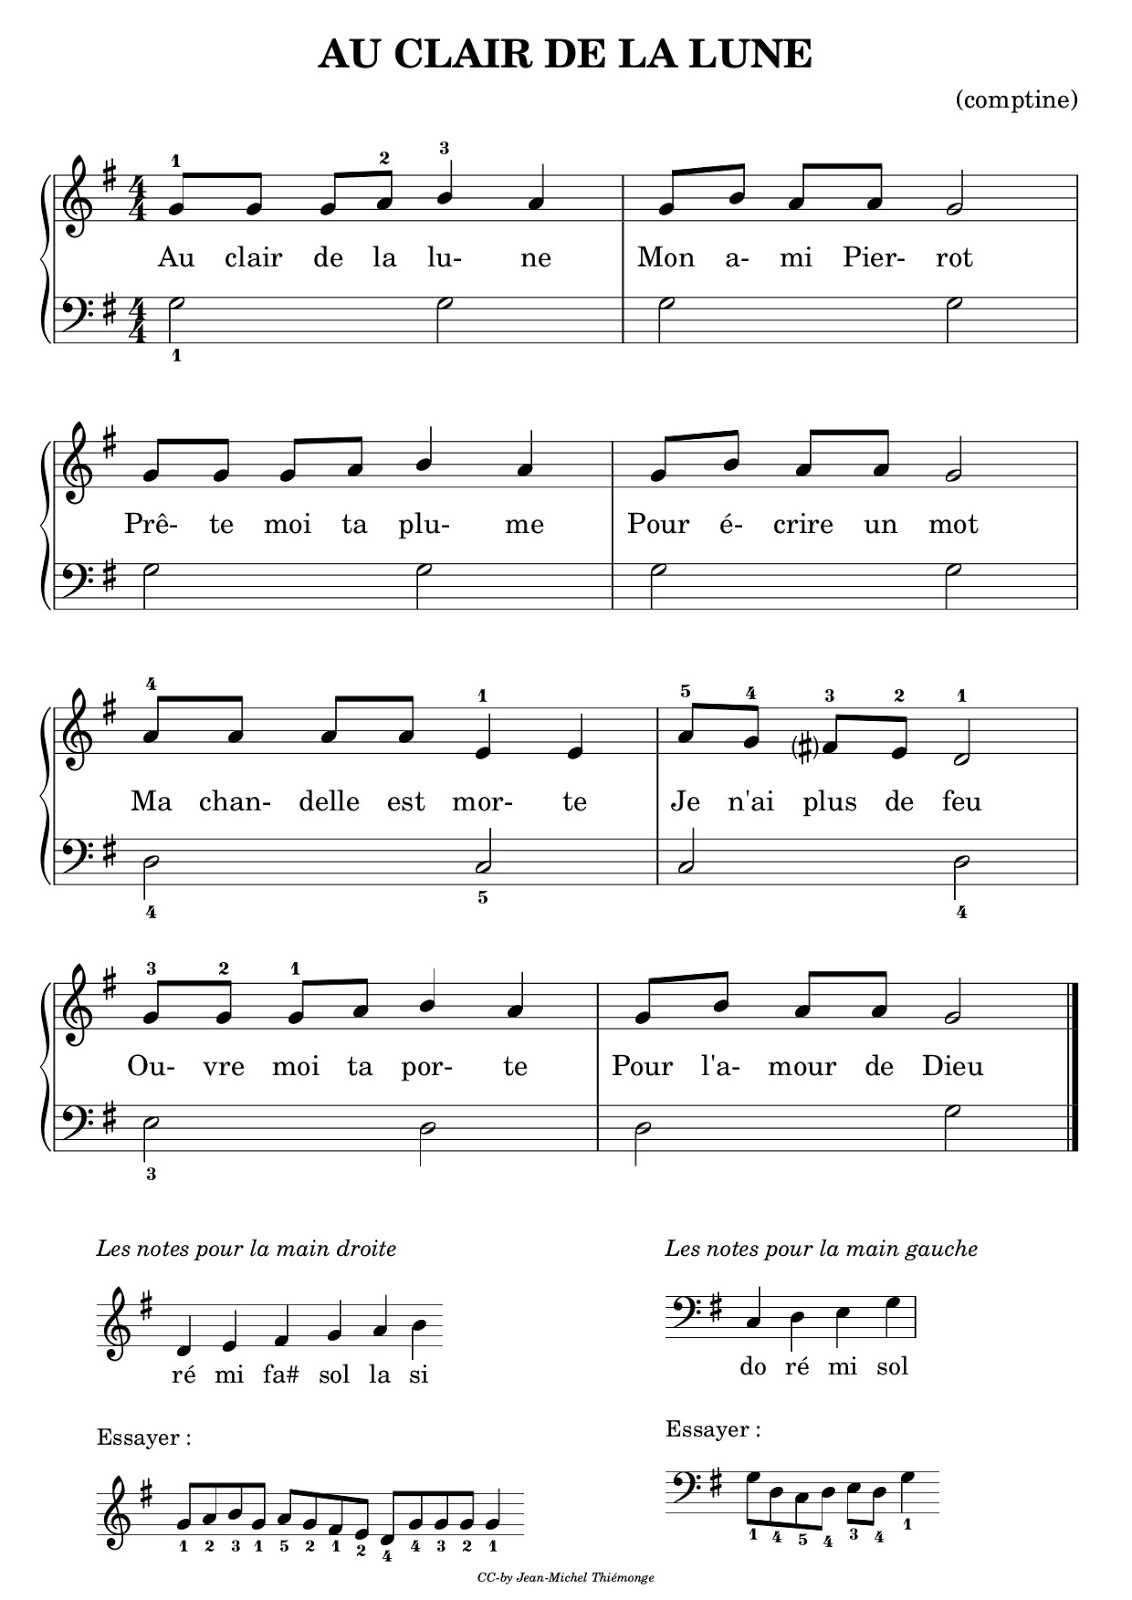 AU CLAIR DE LA LUNE
(comptine)
1 2 3
4 4
Au clair de la lu- ne Mon a- mi Pier- rot
4 4
1
Prê- te moi ta plu- me Pour é- crire un mot
4 1 5 4 3 2 1
Ma chan- delle est mor- te Je n'ai plus de feu
4 5 4
3 2 1
Ou- vre moi ta por- te Pour l'a- mour de Dieu
3
Les notes pour la main droite
ré mi fa# sol la si
Les notes pour la main gauche
do ré mi sol
Essayer :
1 2 3 1 5 2 1 2 4 4 3 2 1
Essayer :
1 4 5 4 3 4 1
CC-by Jean-Michel Thiémonge